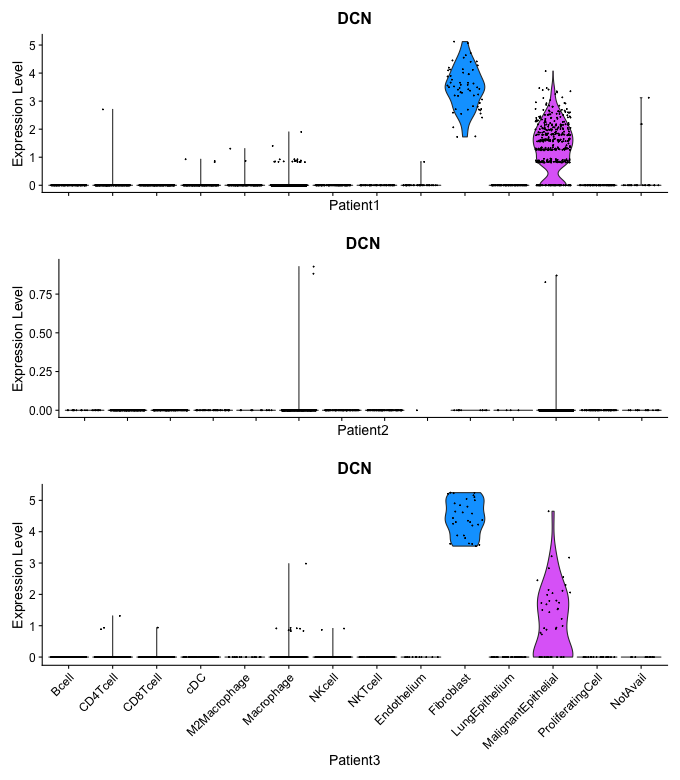 DCN
Expression Level
5
4
3
2
1
0
Patient1
DCN
Expression Level
0.75
0.50
0.25
0.00
Patient2
DCN
Expression Level
5
4
3
2
1
0
Bcell
CD4Tcell
CD8Tcell
cDC
M2Macrophage
Macrophage
NKcell
NKTcell
Endothelium
Fibroblast
LungEpithelium
MalignantEpithelial
ProliferatingCell
NotAvail
Patient3